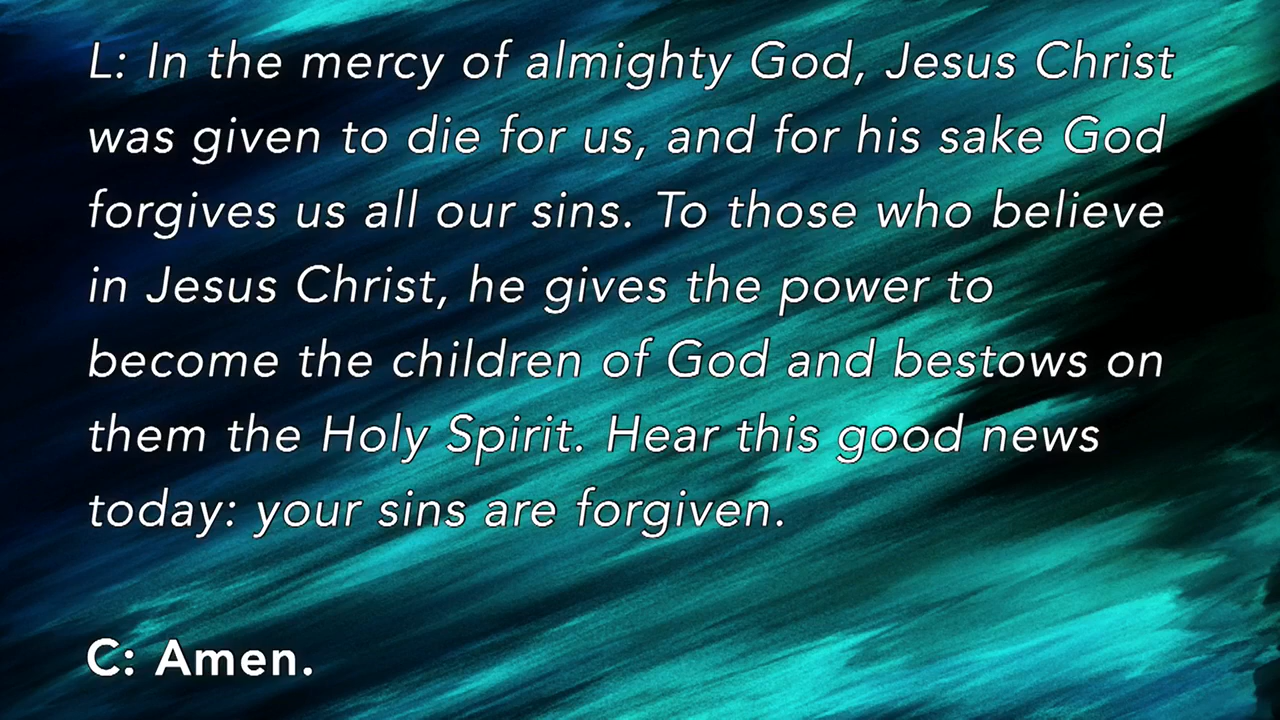 L: In the mercy of almighty God, Jesus Christ
was given to die for us, and for his sake God
forgives us all our sins. To those who believe
in Jesus Christ, he gives the power to
become the children of God and bestows on
them the Holy Spirit. Hear this good news
today: your sins are forgiven.
C: Amen.